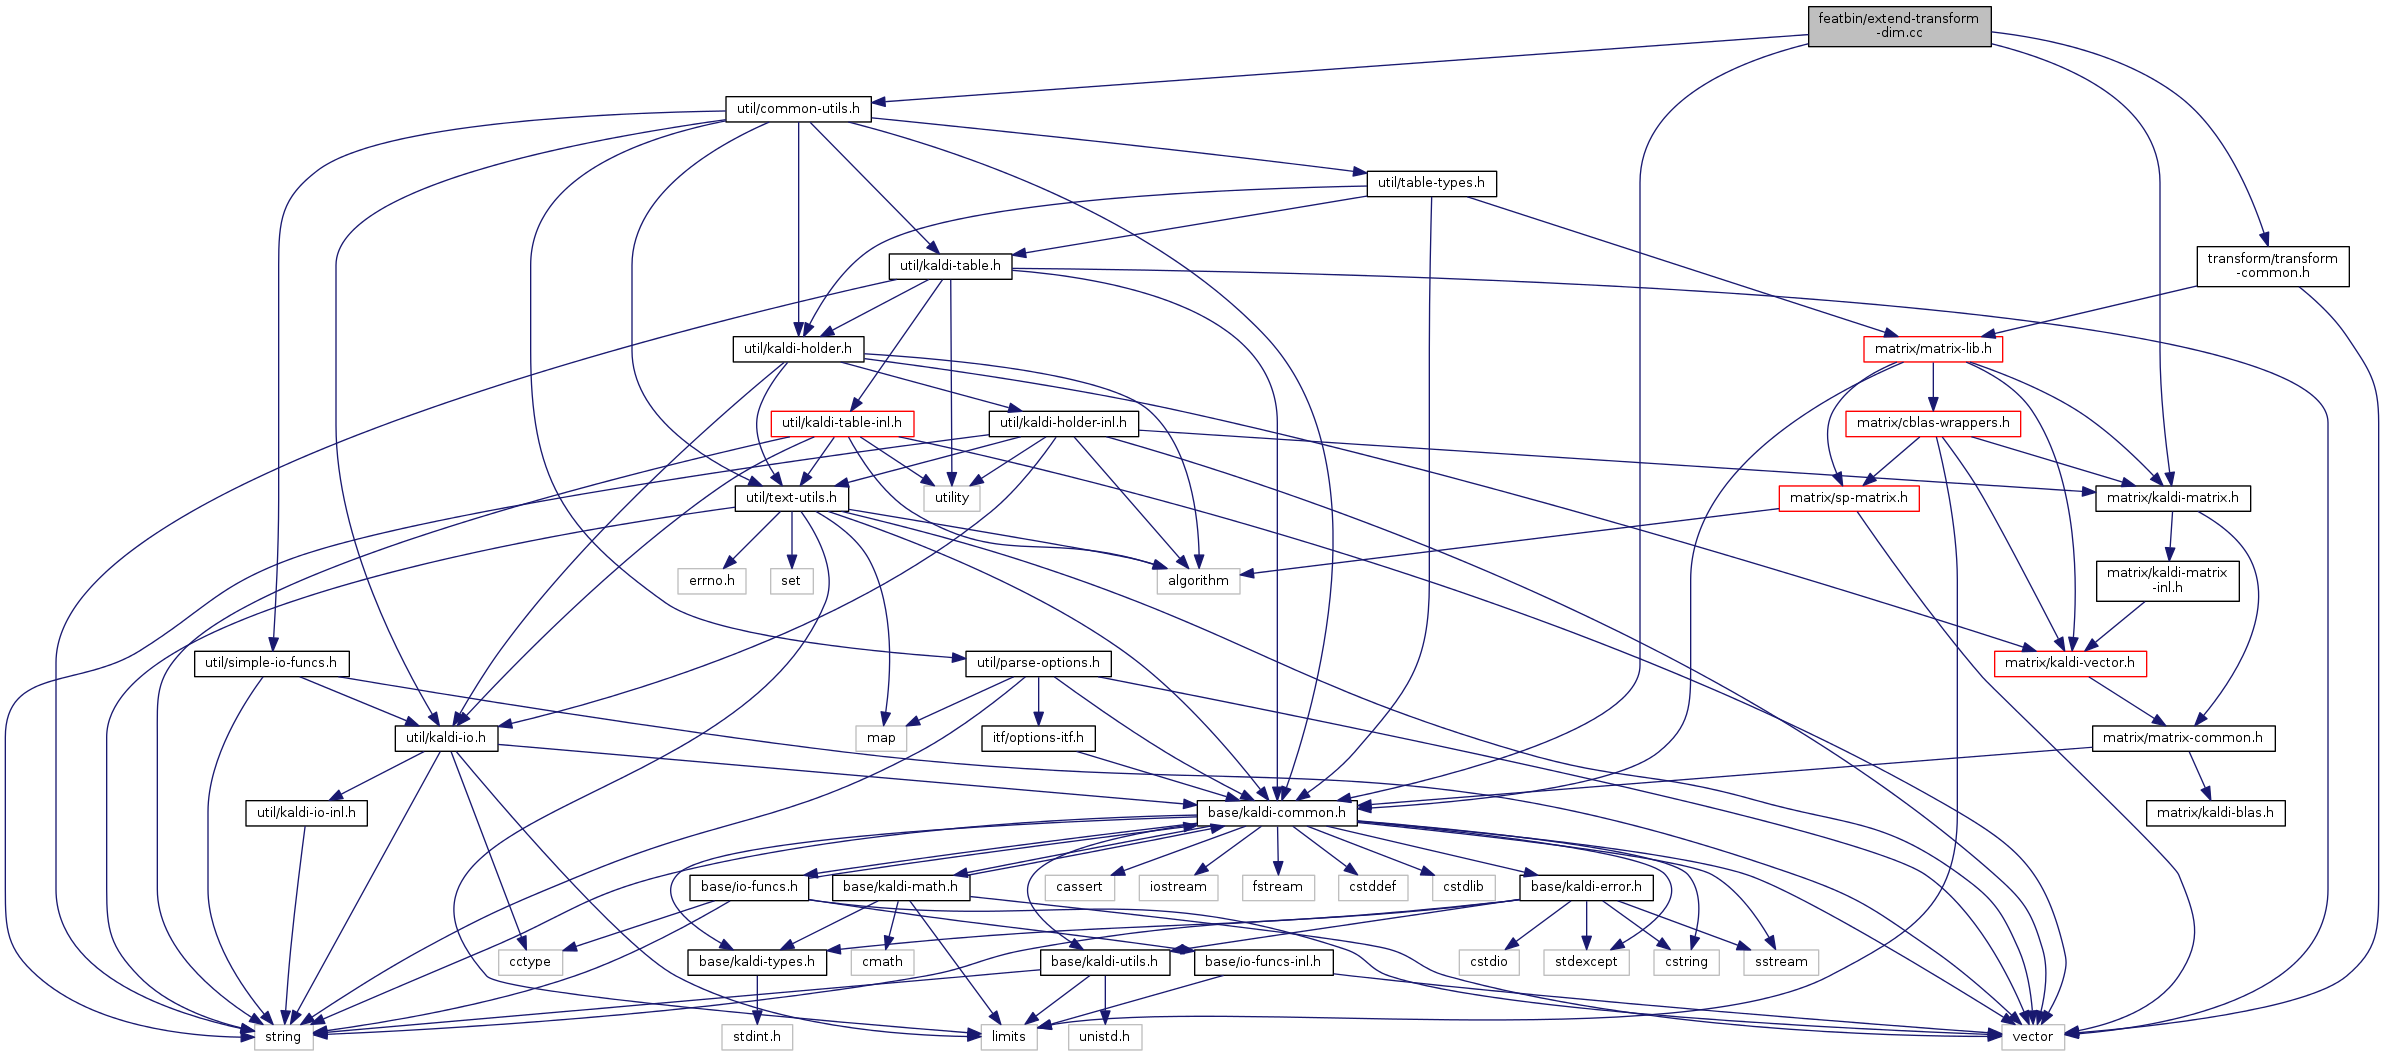 featbin/extend-transform
-dim.cc
util/common-utils.h
util/table-types.h
transform/transform
-common.h
util/kaldi-table.h
util/kaldi-holder.h
matrix/matrix-lib.h
util/kaldi-table-inl.h
util/kaldi-holder-inl.h
matrix/cblas-wrappers.h
util/text-utils.h
utility
matrix/sp-matrix.h
matrix/kaldi-matrix.h
errno.h
set
algorithm
matrix/kaldi-matrix
-inl.h
util/simple-io-funcs.h
util/parse-options.h
matrix/kaldi-vector.h
util/kaldi-io.h
map
itf/options-itf.h
matrix/matrix-common.h
util/kaldi-io-inl.h
base/kaldi-common.h
matrix/kaldi-blas.h
base/io-funcs.h
base/kaldi-math.h
cassert
iostream
fstream
cstddef
cstdlib
base/kaldi-error.h
cctype
base/kaldi-types.h
cmath
base/kaldi-utils.h
base/io-funcs-inl.h
cstdio
stdexcept
cstring
sstream
string
stdint.h
limits
unistd.h
vector